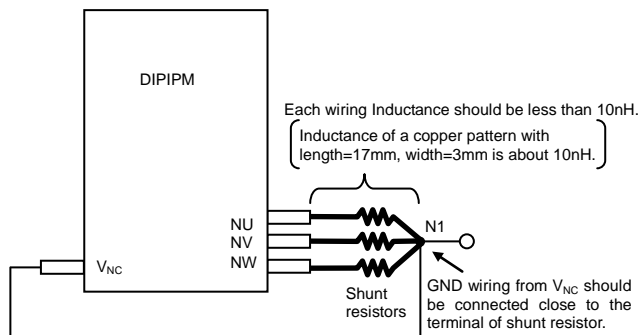 DIPIPM
Each wiring Inductance should be less than 10nH.
Inductance of a copper pattern with
length=17mm, width=3mm is about 10nH.
NU
NV
NW
N1
VNC
Shunt
resistors
GND wiring from VNC should
be connected close to the
terminal of shunt resistor.